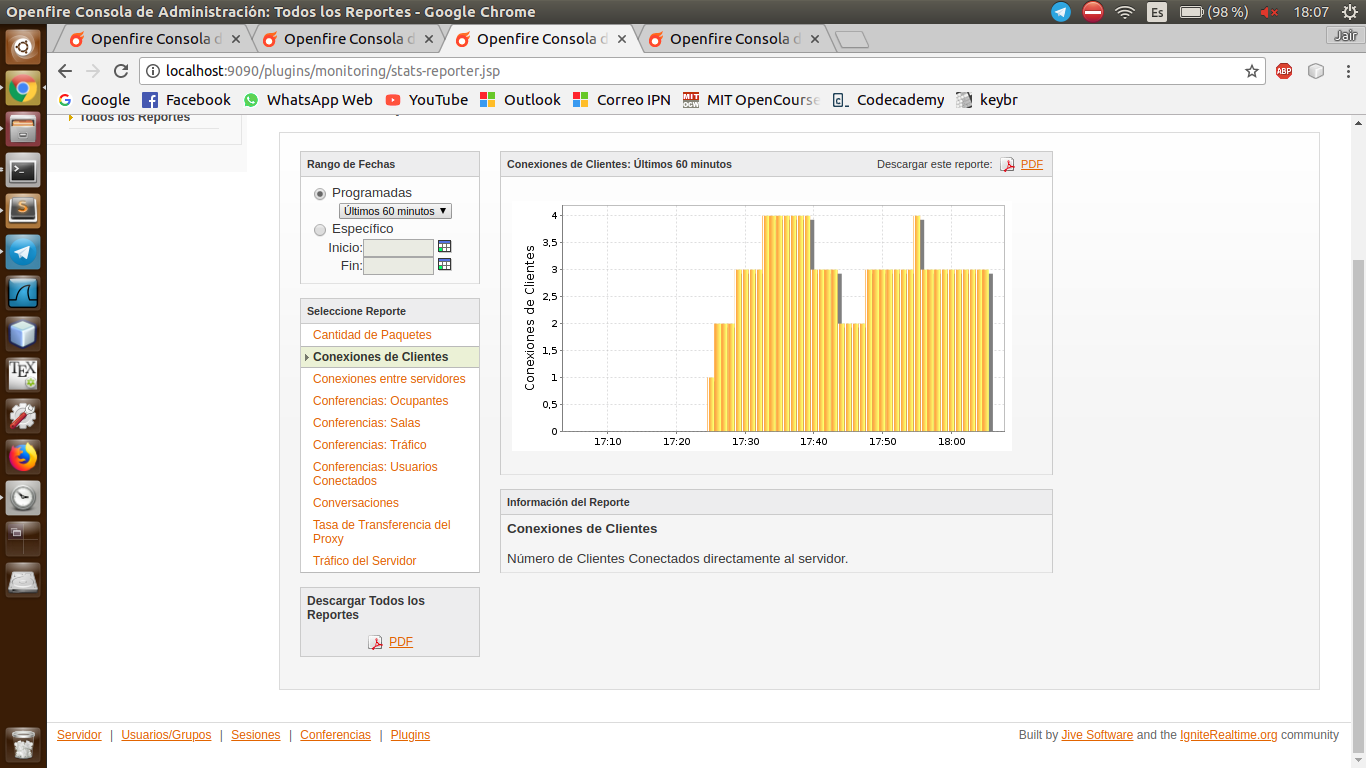 Openfire Consola de Administración: Todos los Reportes - Google Chrome
Es (98 %) 18:07
Openfire Consola d × Openfire Consola d × Openfire Consola d × Openfire Consola d ×
Jair
localhost:9090/plugins/monitoring/stats-reporter.jsp
ABP
Google Facebook WhatsApp Web YouTube Outlook Correo IPN MIT OpenCourse Codecademy keybr
Todos los Reportes
Rango de Fechas
Programadas
Últimos 60 minutos ▼
Específico
Inicio:
Fin:
Seleccione Reporte
Cantidad de Paquetes
Conexiones de Clientes
Conexiones entre servidores
Conferencias: Ocupantes
Conferencias: Salas
Conferencias: Tráfico
Conferencias: Usuarios
Conectados
Conversaciones
Tasa de Transferencia del
Proxy
Tráfico del Servidor
Descargar Todos los
Reportes
PDF
Conexiones de Clientes: Últimos 60 minutos
Descargar este reporte: PDF
Conexiones de Clientes
4
3,5
3
2,5
2
1,5
1
0,5
0
17:10 17:20 17:30 17:40 17:50 18:00
Información del Reporte
Conexiones de Clientes
Número de Clientes Conectados directamente al servidor.
Servidor | Usuarios/Grupos | Sesiones | Conferencias | Plugins
Built by Jive Software and the IgniteRealtime.org community